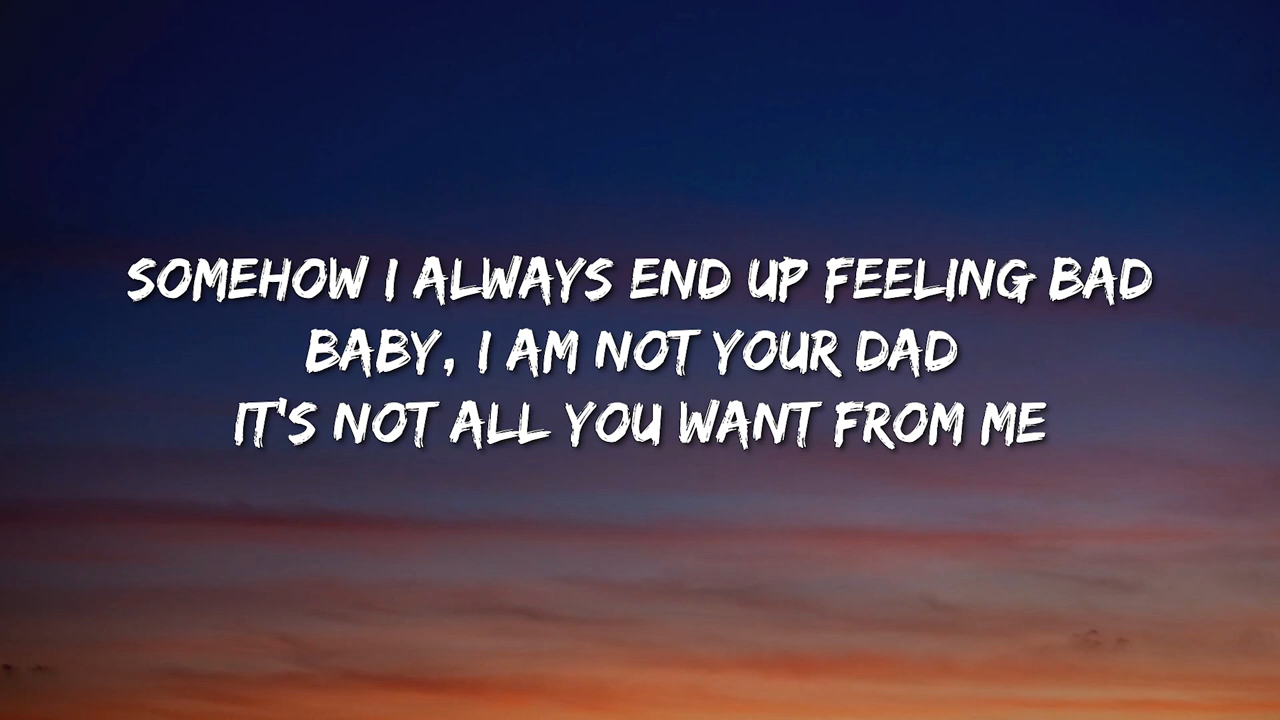 SOMEHOW I ALWAYS END UP FEELING BAD
BABY, I AM NOT YOUR DAD
IT'S NOT ALL YOU WANT FROM ME